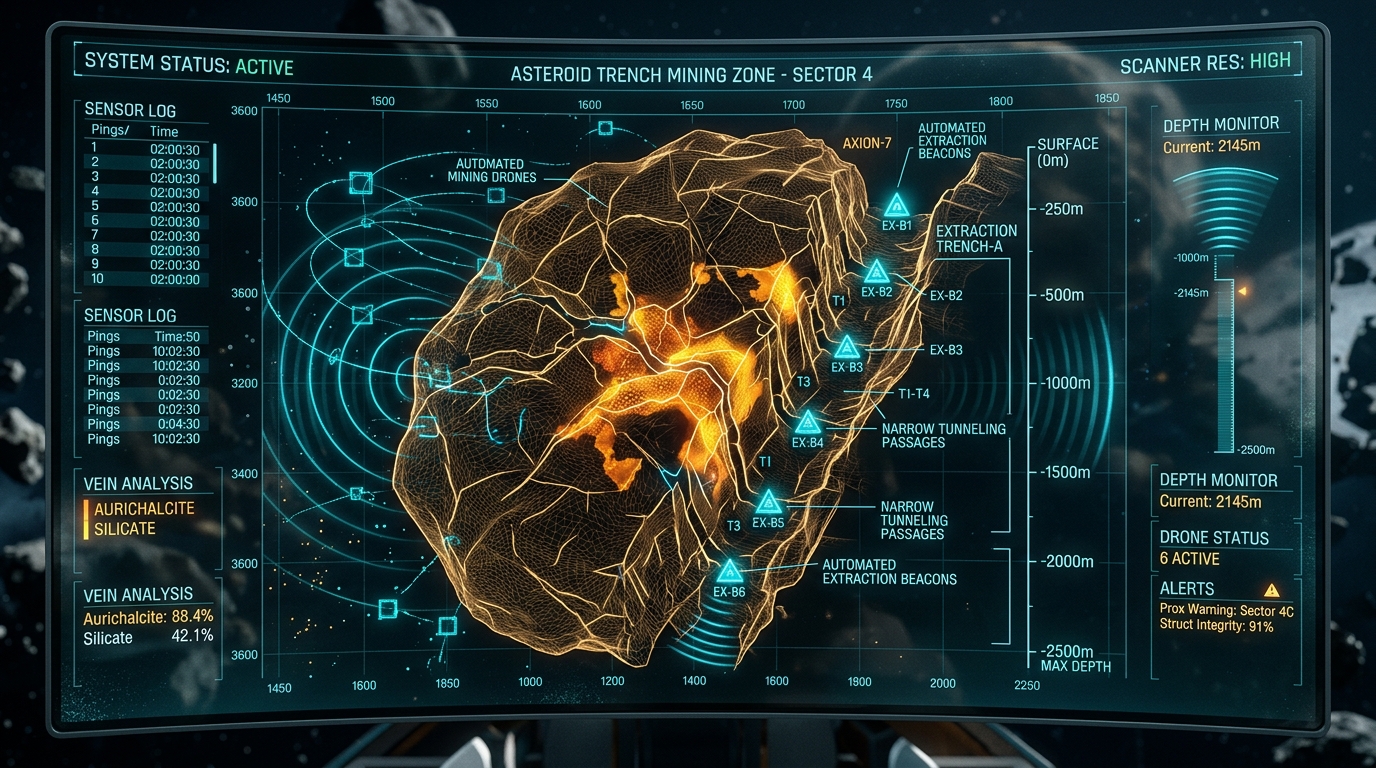 SYSTEM STATUS: ACTIVE
ASTEROID TRENCH MINING ZONE - SECTOR 4
SCANNER RES: HIGH
SENSOR LOG
Pings/ Time
1 02:00:30
2 02:00:30
3 02:00:30
4 02:00:30
5 02:00:30
6 02:00:30
7 02:00:30
8 02:00:30
9 02:00:30
10 02:00:30
SENSOR LOG
Pings Time:50
Pings 10:02:30
Pings 10:02:30
Pings 0:02:30
Pings 0:02:30
Pings 0:02:30
Pings 0:04:30
Pings 10:02:30
VEIN ANALYSIS
AURICHALCITE
SILICATE
VEIN ANALYSIS
Aurichalcite: 88.4%
Silicate 42.1%
1450 1500 1550 1600 1650 1700 1750 1800 1850
3600
3600
3600
3200
3400
3600
3600
1450 1600 1850 1000 1200 1400 1600 1800 2000 2250
AUTOMATED
MINING DRONES
AXION-7
AUTOMATED
EXTRACTION
BEACONS
EX-B1
EXTRACTION
TRENCH-A
EX-B2
EX-B2
T1
EX-B3
EX-B3
T3
T1-T4
EX-B4
NARROW TUNNELING
PASSAGES
T1
EX-B5
NARROW
TUNNELING
PASSAGES
T3
EX-B6
AUTOMATED
EXTRACTION BEACONS
SURFACE
(0m)
-250m
-500m
-1000m
-1500m
-2000m
-2500m
MAX DEPTH
DEPTH MONITOR
Current: 2145m
-1000m
-2145m
-2500m
DEPTH MONITOR
Current: 2145m
DRONE STATUS
6 ACTIVE
ALERTS
Prox Warning: Sector 4C
Struct Integrity: 91%